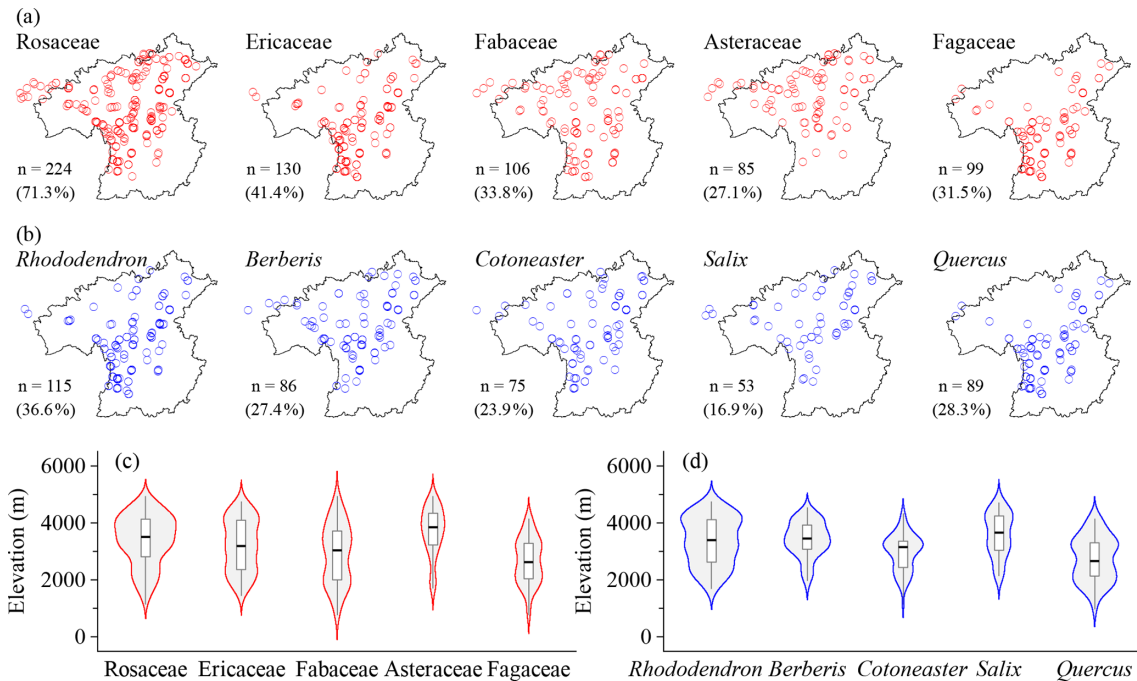 (a)
Rosaceae Ericaceae Fabaceae Asteraceae Fagaceae
n = 224 n = 130 n = 106 n = 85 n = 99
(71.3%) (41.4%) (33.8%) (27.1%) (31.5%)
(b)
Rhododendron Berberis Cotoneaster Salix Quercus
n = 115 n = 86 n = 75 n = 53 n = 89
(36.6%) (27.4%) (23.9%) (16.9%) (28.3%)
(c)
Elevation (m)
6000
4000
2000
0
Rosaceae Ericaceae Fabaceae Asteraceae Fagaceae
(d)
Elevation (m)
6000
4000
2000
0
Rhododendron Berberis Cotoneaster Salix Quercus